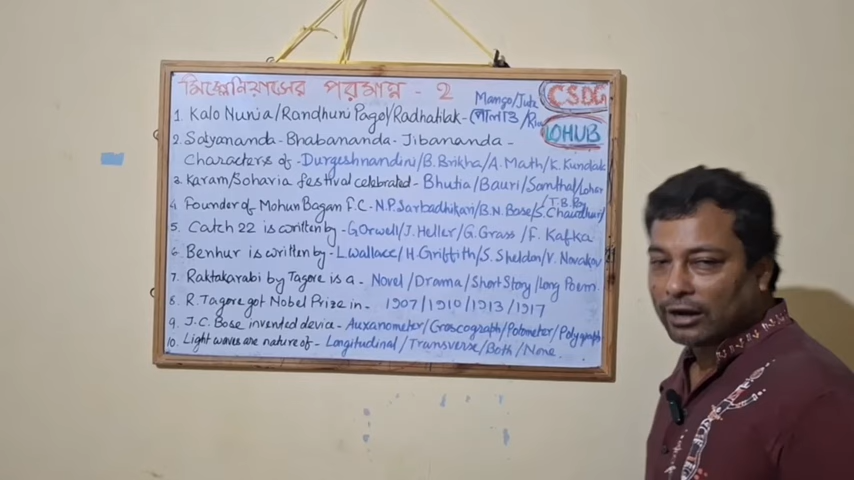 মিলেনিয়াসের পরমান্ন - 2
CSDG
LOHUB
1. Kalo Nunia/Randhuni Pagol/Radhatilak - Mango/Jute/পোলাও/Rice
2. Satyananda - Bhabananda - Jibananda -
Characters of - Durgeshnandini/B. Brikha/A. Math/K. Kundala
3. Karam/Soharia festival celebrated - Bhutia/Bauri/Santhal/Lohar
4. Founder of Mohun Bagan F.C - N.P. Sarbadhikari/B.N. Bose/S. Chaudhuri/T.B. Roy
5. Catch 22 is written by - G. Orwell/J. Heller/G. Grass/F. Kafka
6. Benhur is written by - L. Wallace/H. Griffith/S. Sheldon/V. Novakov
7. Raktakarabi by Tagore is a - Novel/Drama/Short Story/Long Poem
8. R. Tagore got Nobel Prize in - 1907/1910/1913/1917
9. J.C. Bose invented device - Auxanometer/Crescograph/Potometer/Polygraph
10. Light waves are nature of - Longitudinal/Transverse/Both/None